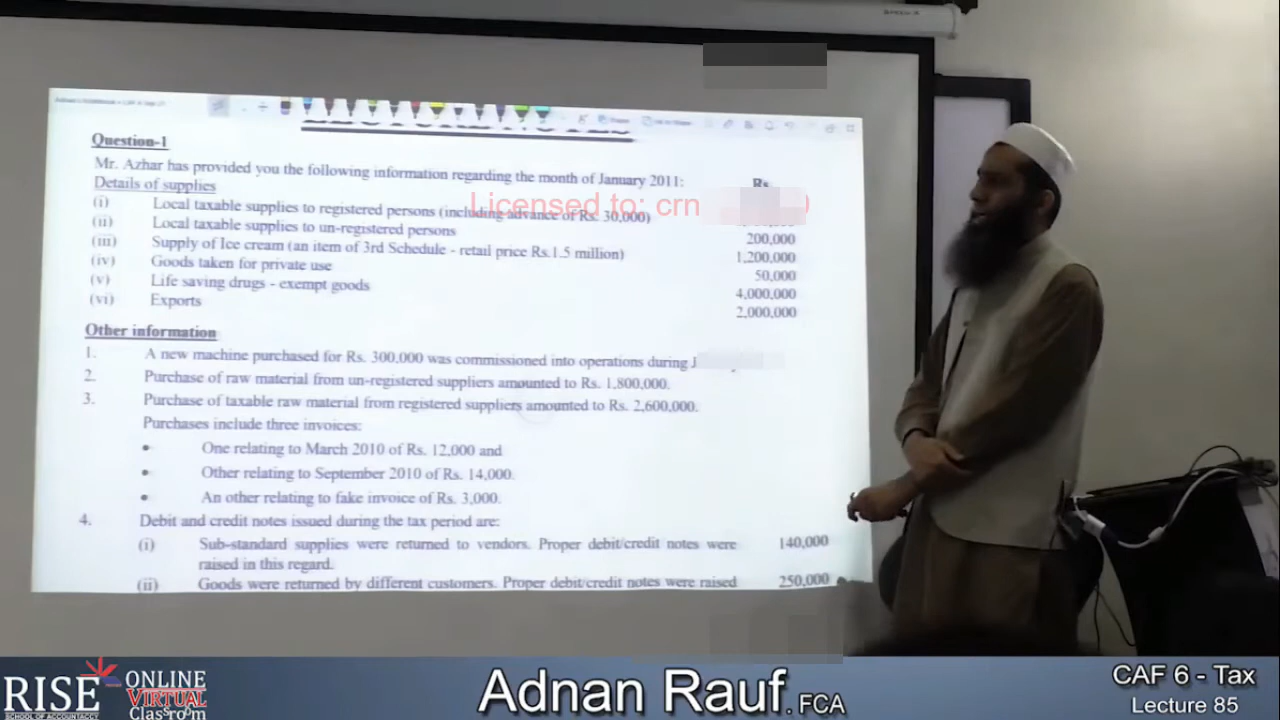 Question-1
Mr. Azhar has provided you the following information regarding the month of January 2011:
Details of supplies Rs
Licensed to: crn
(i) Local taxable supplies to registered persons (including advance of Rs. 30,000)
(ii) Local taxable supplies to un-registered persons 200,000
(iii) Supply of Ice cream (an item of 3rd Schedule - retail price Rs.1.5 million) 1,200,000
(iv) Goods taken for private use 50,000
(v) Life saving drugs - exempt goods 4,000,000
(vi) Exports 2,000,000
Other information
1. A new machine purchased for Rs. 300,000 was commissioned into operations during J
2. Purchase of raw material from un-registered suppliers amounted to Rs. 1,800,000.
3. Purchase of taxable raw material from registered suppliers amounted to Rs. 2,600,000.
Purchases include three invoices:
• One relating to March 2010 of Rs. 12,000 and
• Other relating to September 2010 of Rs. 14,000.
• An other relating to fake invoice of Rs. 3,000.
4. Debit and credit notes issued during the tax period are:
(i) Sub-standard supplies were returned to vendors. Proper debit/credit notes were 140,000
raised in this regard.
(ii) Goods were returned by different customers. Proper debit/credit notes were raised 250,000
RISE
SCHOOL OF ACCOUNTANCY
ONLINE
VIRTUAL
Classroom
Adnan Rauf. FCA
CAF 6 - Tax
Lecture 85